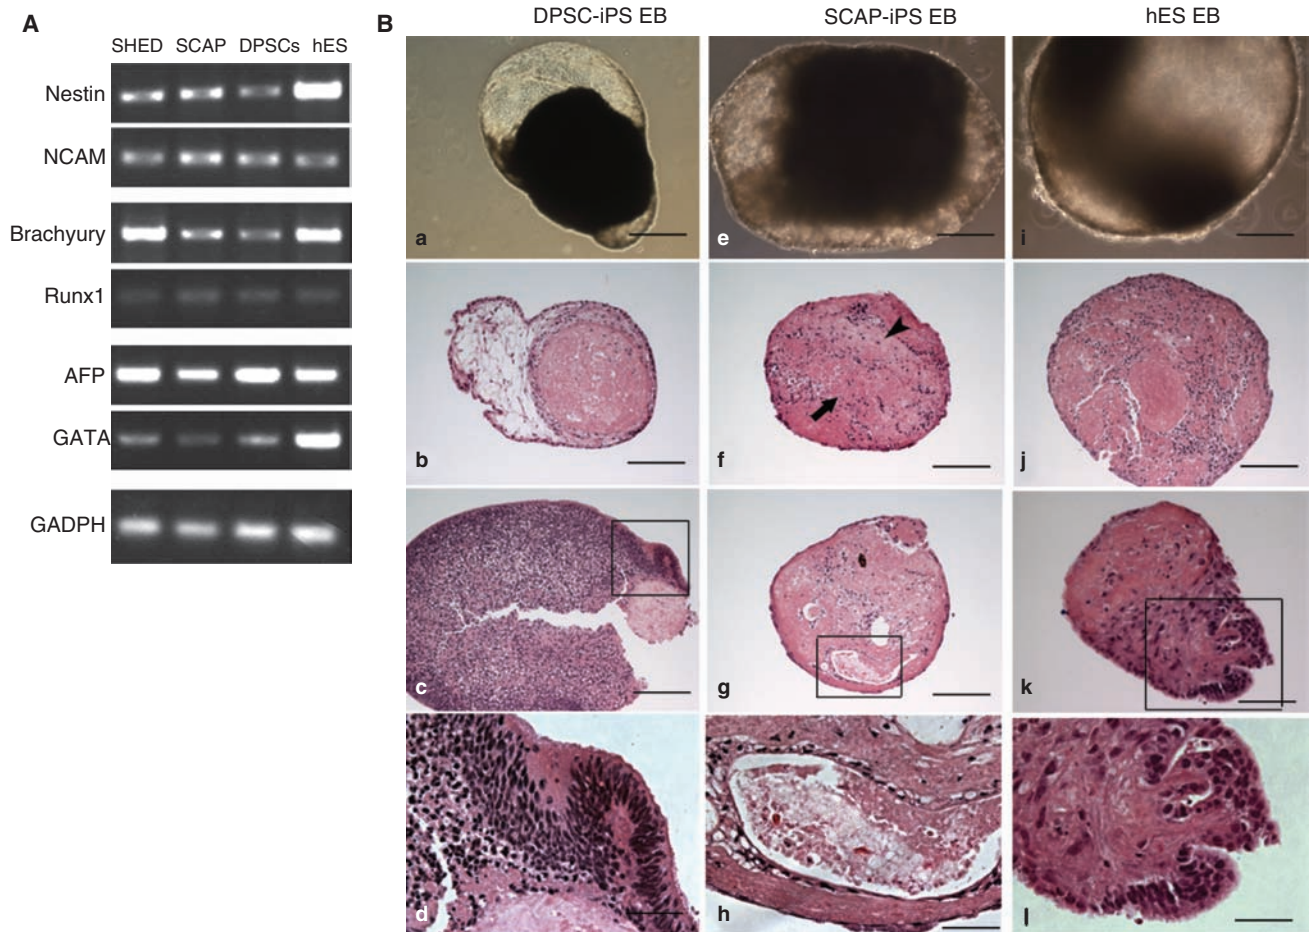 A
SHED SCAP DPSCs hES
Nestin
NCAM
Brachyury
Runx1
AFP
GATA
GADPH
B
DPSC-iPS EB SCAP-iPS EB hES EB
a e i
b f j
c g k
d h l